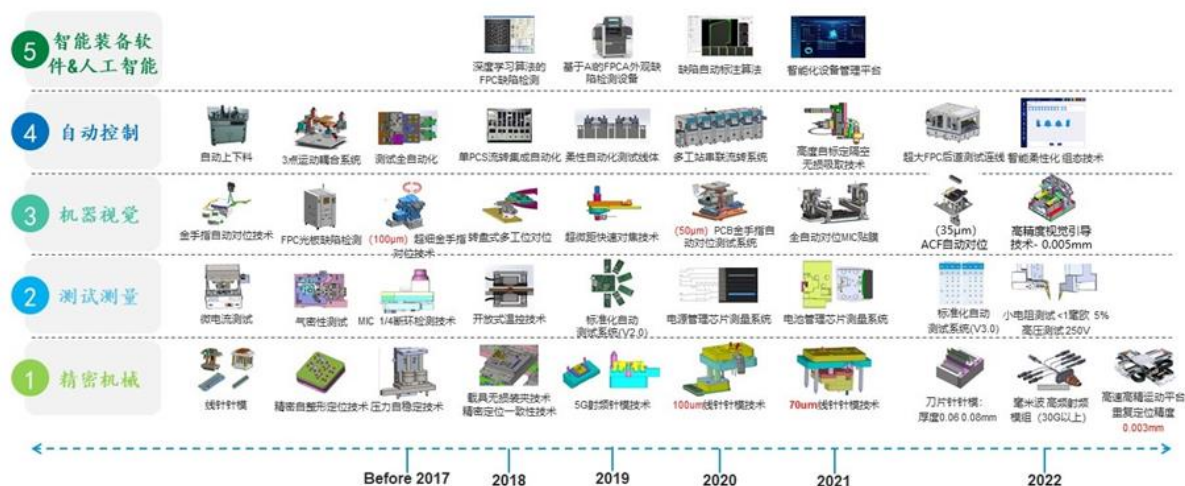 5
智能装备软
件&人工智能
深度学习算法的
FPC缺陷检测
基于AI的FPCA外观缺
陷检测设备
缺陷自动标注算法
智能化设备管理平台
4
自动控制
自动上下料
3点运动耦合系统
测试全自动化
单PCS流转集成自动化
柔性自动化测试线体
多工站串联流转系统
高度自标定隔空
无损吸取技术
超大FPC后道测试连线
智能柔性化 组态技术
3
机器视觉
金手指自动对位技术
FPC光板缺陷检测
(100μm) 超细金手指
对位技术
转盘式多工位对位
超微距快速对焦技术
(50μm) PCB金手指自
动对位测试系统
全自动对位MIC贴膜
(35μm)
ACF自动对位
高精度视觉引导
技术- 0.005mm
2
测试测量
微电流测试
气密性测试
MIC 1/4断环检测技术
开放式温控技术
标准化自动
测试系统(V2.0)
电源管理芯片测量系统
电池管理芯片测量系统
标准化自动
测试系统(V3.0)
小电阻测试<1毫欧 5%
高压测试250V
1
精密机械
线针针模
精密自整形定位技术
压力自稳定技术
载具无损装夹技术
精密定位一致性技术
5G射频针模技术
100um线针针模技术
70um线针针模技术
刀片针针模:
厚度0.06 0.08mm
毫米波 高频射频
模组 (30G以上)
高速高精运动平台
重复定位精度
0.003mm
Before 2017
2018
2019
2020
2021
2022